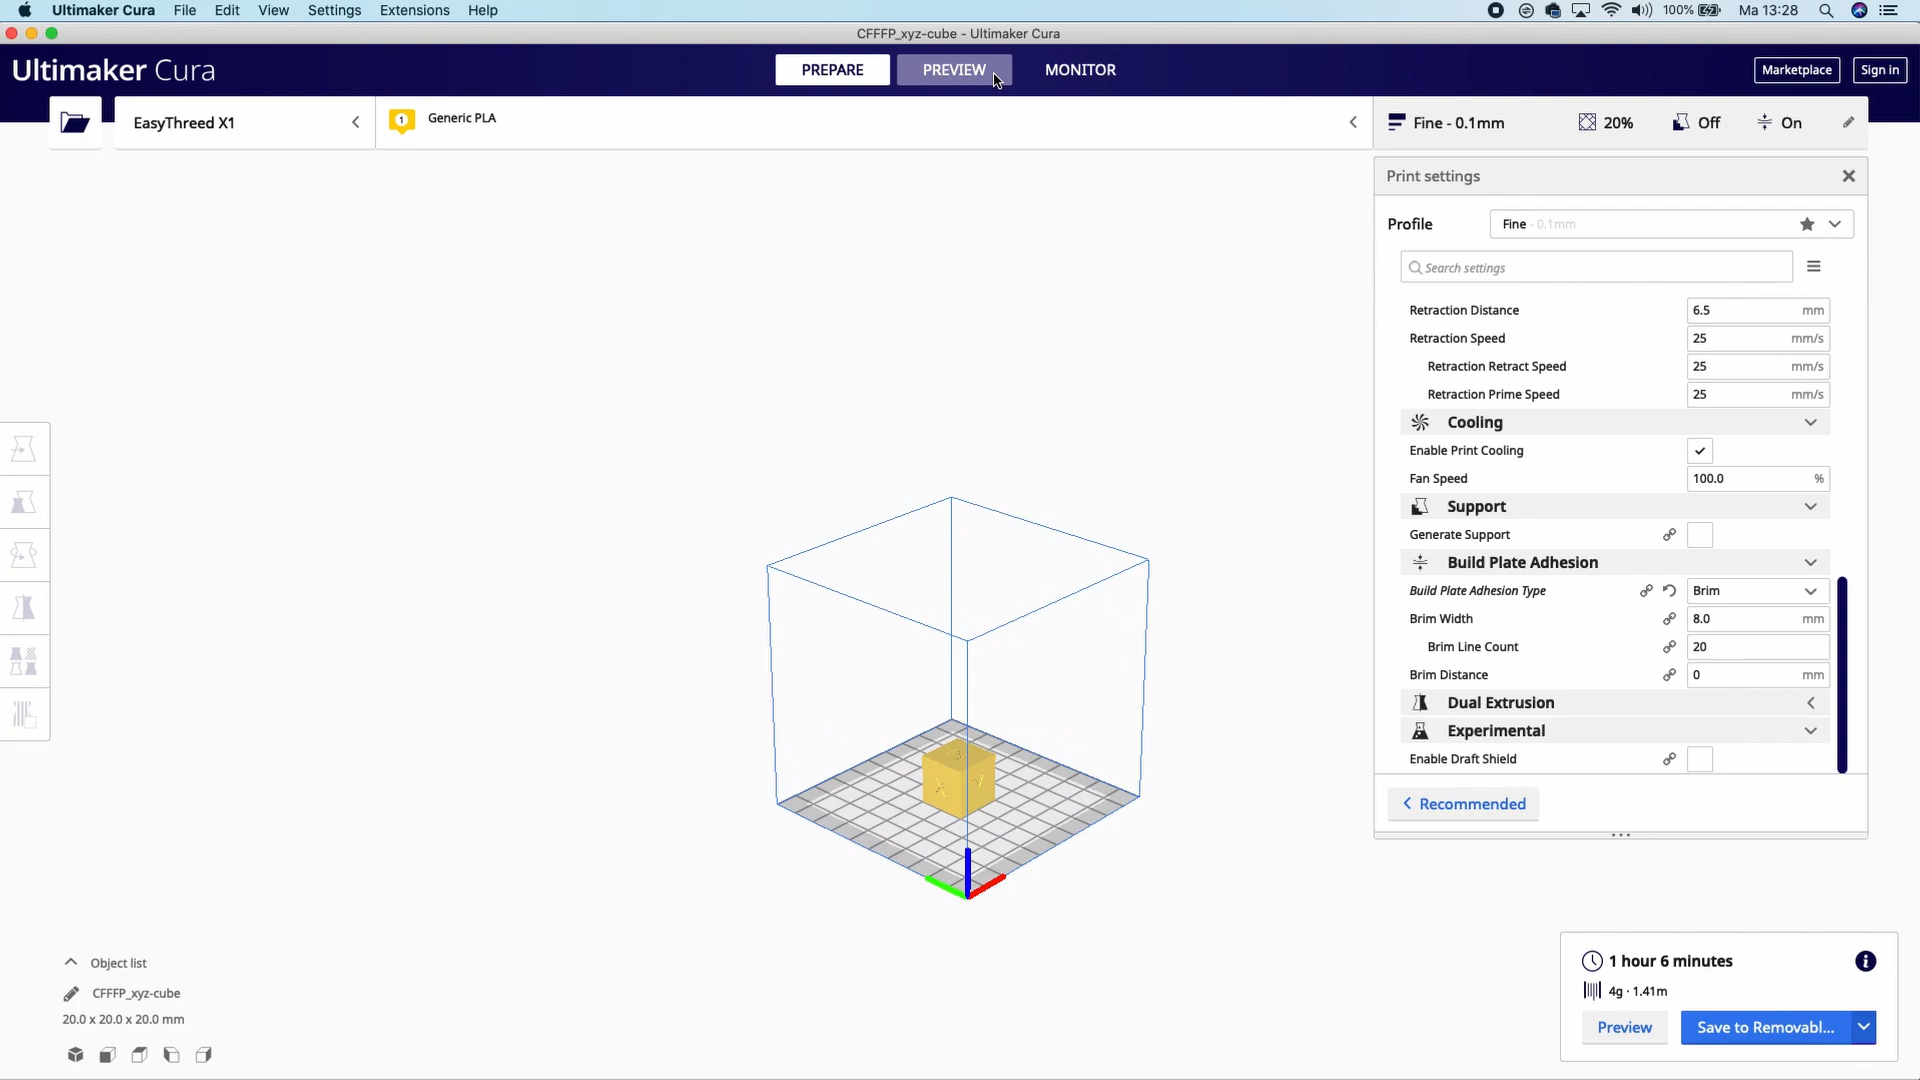 Ultimaker Cura File Edit View Settings Extensions Help 100% Ma 13:28
CFFFP_xyz-cube - Ultimaker Cura
Ultimaker Cura PREPARE PREVIEW MONITOR Marketplace Sign in
EasyThreed X1 1 Generic PLA Fine - 0.1mm 20% Off On
Print settings
Profile Fine - 0.1mm
Search settings
Retraction Distance 6.5 mm
Retraction Speed 25 mm/s
Retraction Retract Speed 25 mm/s
Retraction Prime Speed 25 mm/s
Cooling
Enable Print Cooling
Fan Speed 100.0 %
Support
Generate Support
Build Plate Adhesion
Build Plate Adhesion Type Brim
Brim Width 8.0 mm
Brim Line Count 20
Brim Distance 0 mm
Dual Extrusion
Experimental
Enable Draft Shield
Recommended
X Y
Object list
CFFFP_xyz-cube
20.0 x 20.0 x 20.0 mm
1 hour 6 minutes
4g · 1.41m
Preview Save to Removabl...